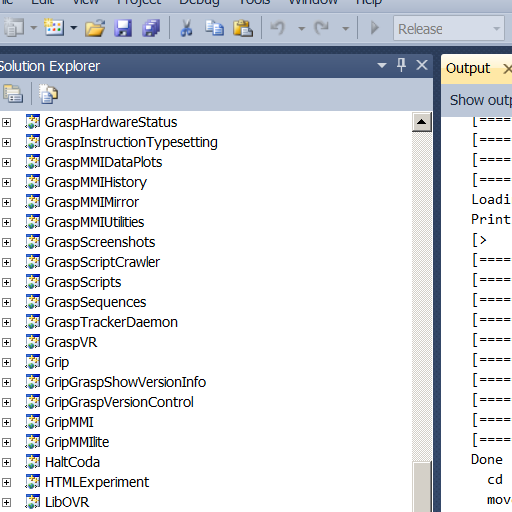 Edit View Project Debug Tools Window Help
Release
Solution Explorer
Output
Show outp
GraspHardwareStatus
GraspInstructionTypesetting
GraspMMIDataPlots
GraspMMIHistory
GraspMMIMirror
GraspMMIUtilities
GraspScreenshots
GraspScriptCrawler
GraspScripts
GraspSequences
GraspTrackerDaemon
GraspVR
Grip
GripGraspShowVersionInfo
GripGraspVersionControl
GripMMI
GripMMIlite
HaltCoda
HTMLExperiment
LibOVR
[====
[====
[====
[====
Loadi
Print
[>
[====
[====
[====
[====
[====
[====
[====
[====
[====
[====
Done
cd
mov